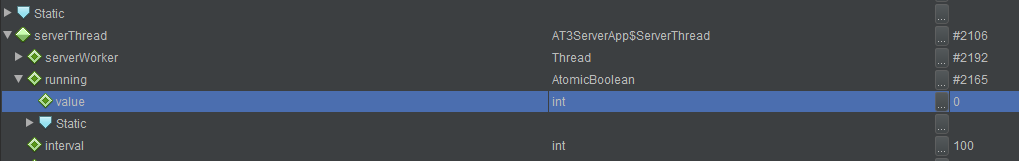 Static ...
serverThread AT3ServerApp$ServerThread ... #2106
serverWorker Thread ... #2192
running AtomicBoolean ... #2165
value int ... 0
Static ...
interval int ... 100